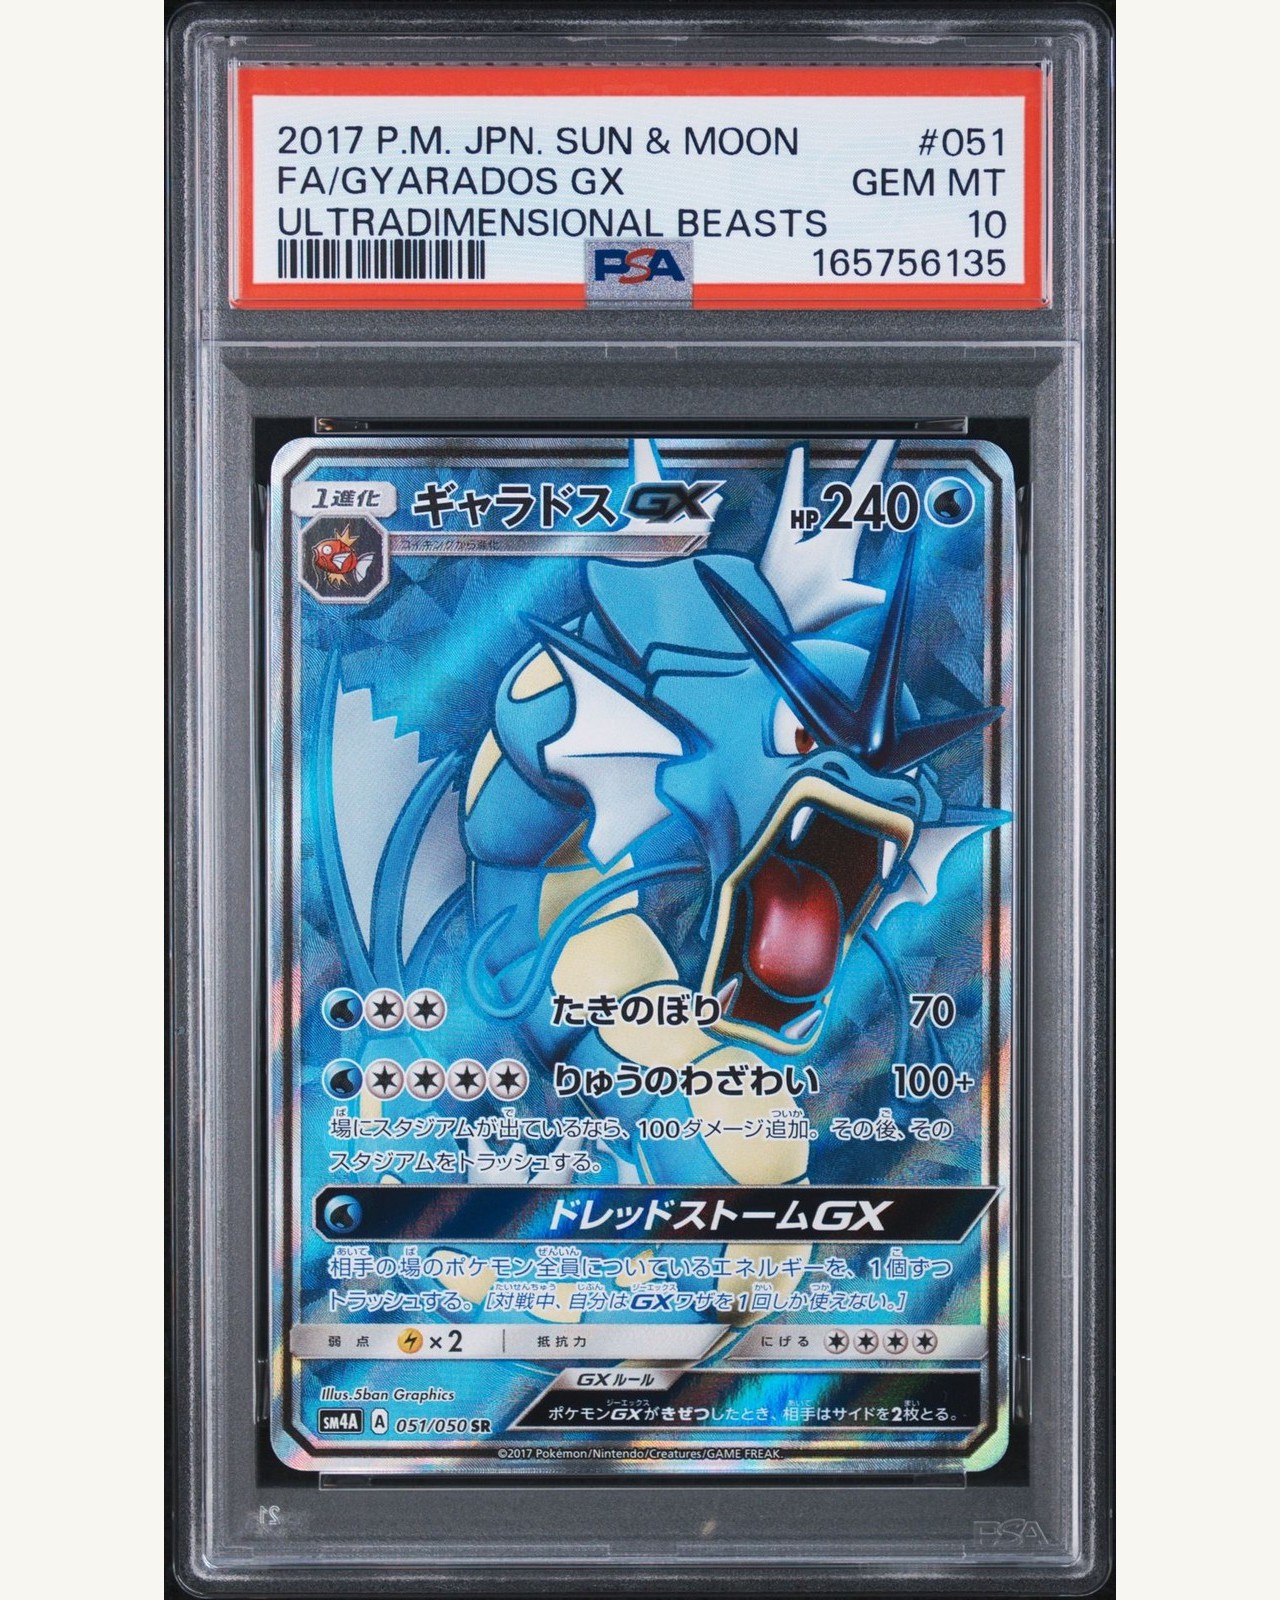 2017 P.M. JPN. SUN & MOON #051
FA/GYARADOS GX GEM MT
ULTRADIMENSIONAL BEASTS 10
PSA 165756135
1進化 ギャラドスGX HP240
コイキングから進化
たきのぼり 70
りゅうのわざわい 100+
場にスタジアムが出ているなら、100ダメージ追加。その後、その
スタジアムをトラッシュする。
ドレッドストームGX
相手の場のポケモン全員についているエネルギーを、1個ずつ
トラッシュする。[対戦中、自分はGXワザを1回しか使えない。]
弱点 ×2 抵抗力 にげる
GXルール
Illus.5ban Graphics
ポケモンGXがきぜつしたとき、相手はサイドを2枚とる。
SM4A A 051/050 SR
©2017 Pokémon/Nintendo/Creatures/GAME FREAK.
21 PSA